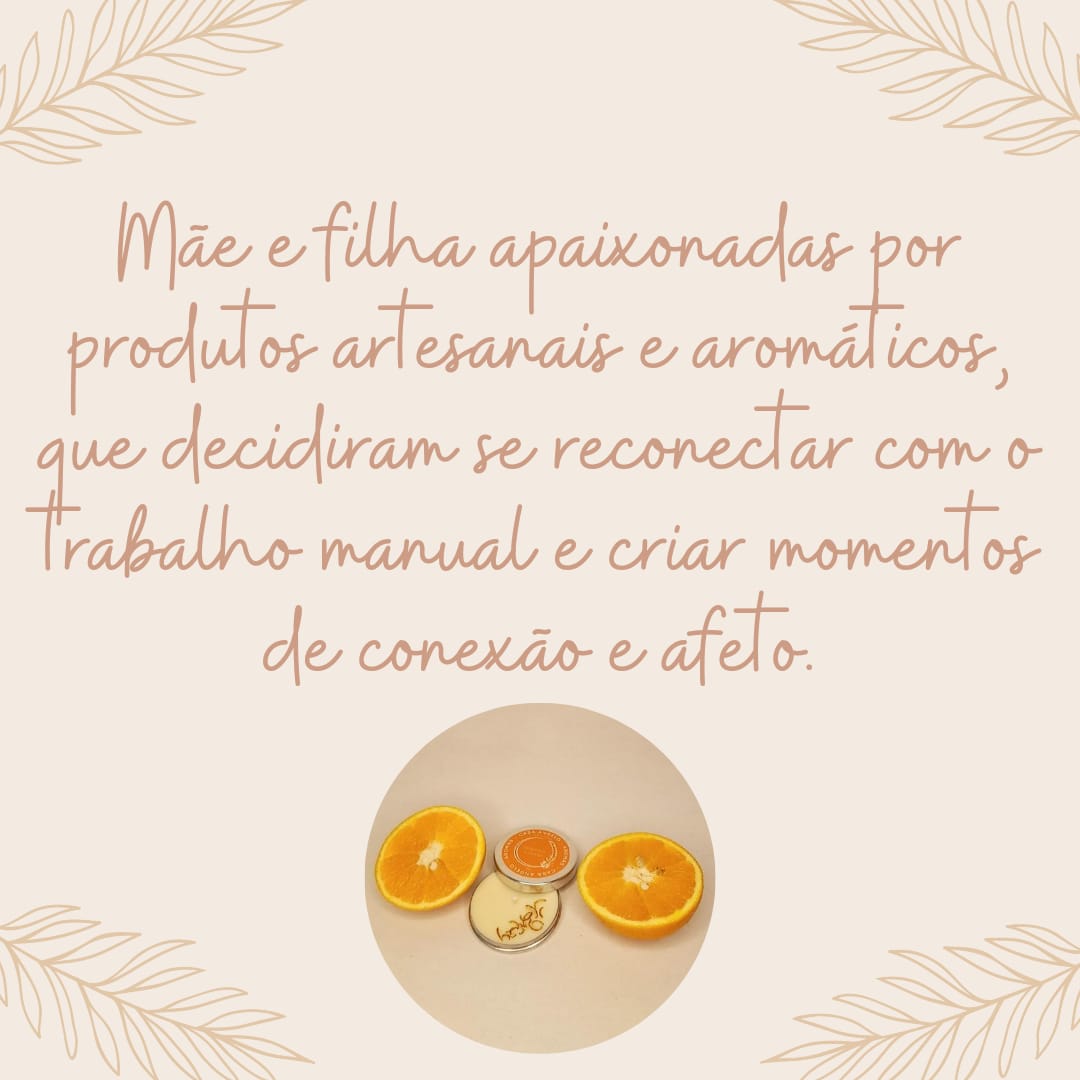 Mãe e filha apaixonadas por
produtos artesanais e aromáticos,
que decidiram se reconectar com o
trabalho manual e criar momentos
de conexão e afeto.